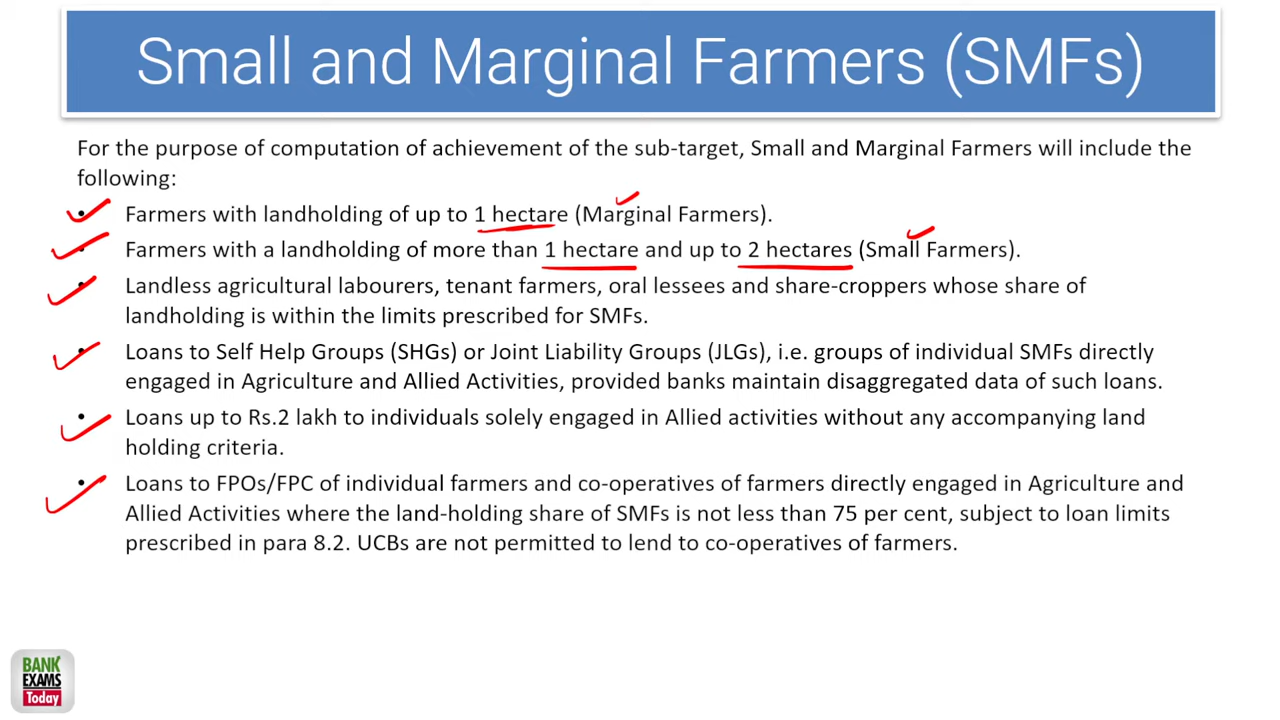 Small and Marginal Farmers (SMFs)
For the purpose of computation of achievement of the sub-target, Small and Marginal Farmers will include the
following:
• Farmers with landholding of up to 1 hectare (Marginal Farmers).
• Farmers with a landholding of more than 1 hectare and up to 2 hectares (Small Farmers).
• Landless agricultural labourers, tenant farmers, oral lessees and share-croppers whose share of
landholding is within the limits prescribed for SMFs.
• Loans to Self Help Groups (SHGs) or Joint Liability Groups (JLGs), i.e. groups of individual SMFs directly
engaged in Agriculture and Allied Activities, provided banks maintain disaggregated data of such loans.
• Loans up to Rs.2 lakh to individuals solely engaged in Allied activities without any accompanying land
holding criteria.
• Loans to FPOs/FPC of individual farmers and co-operatives of farmers directly engaged in Agriculture and
Allied Activities where the land-holding share of SMFs is not less than 75 per cent, subject to loan limits
prescribed in para 8.2. UCBs are not permitted to lend to co-operatives of farmers.
BANK
EXAMS
Today